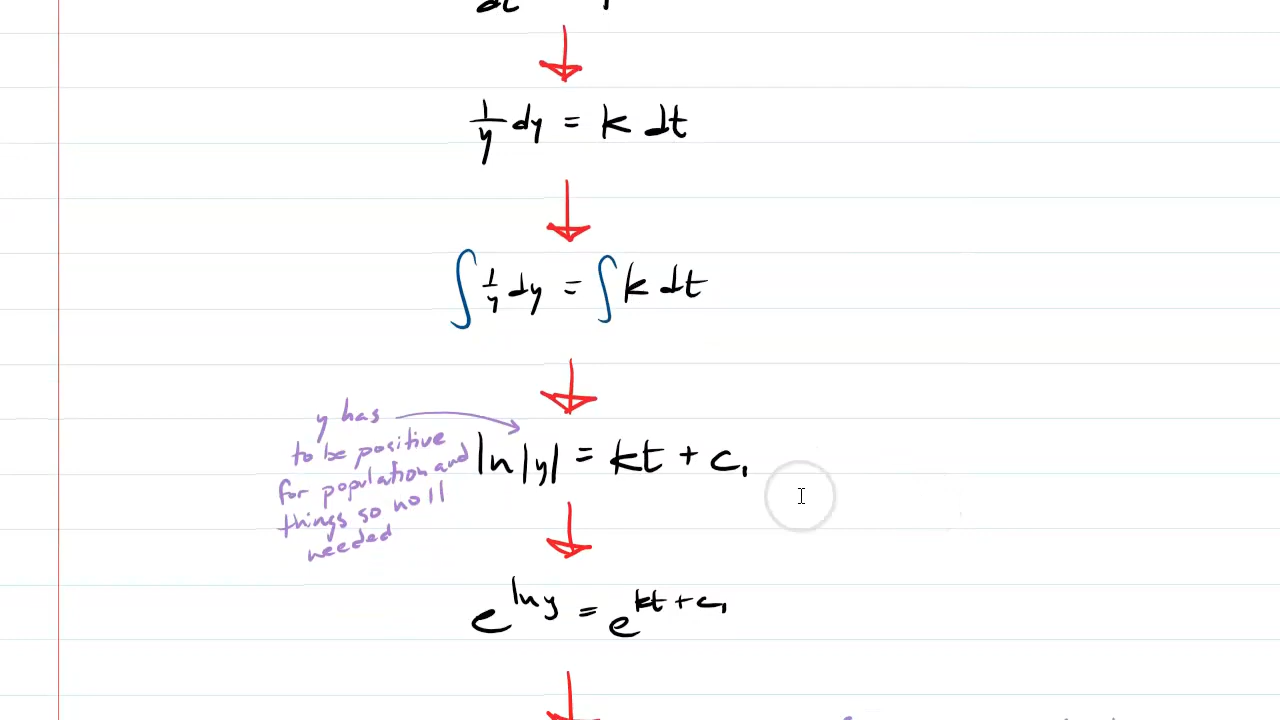 dt
1/y dy = k dt
∫ 1/y dy = ∫ k dt
y has
to be positive
for population and
things so no ||
needed
ln |y| = kt + c₁
e^(ln y) = e^(kt + c₁)